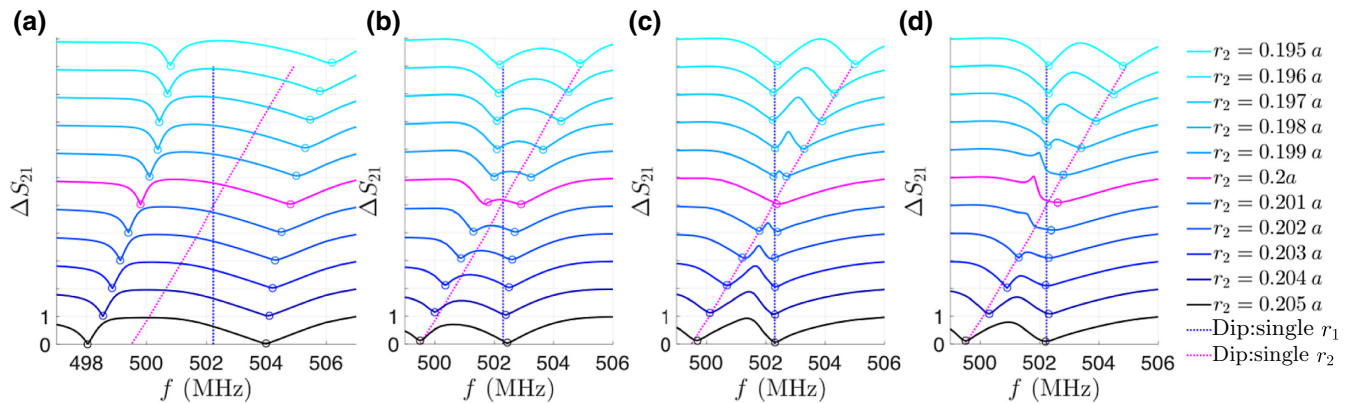 (a) (b) (c) (d)
ΔS₂₁ ΔS₂₁ ΔS₂₁ ΔS₂₁
1 1 1 1
0 0 0 0
498 500 502 504 506 500 502 504 506 500 502 504 506 500 502 504 506
f (MHz) f (MHz) f (MHz) f (MHz)
r₂ = 0.195 a
r₂ = 0.196 a
r₂ = 0.197 a
r₂ = 0.198 a
r₂ = 0.199 a
r₂ = 0.2a
r₂ = 0.201 a
r₂ = 0.202 a
r₂ = 0.203 a
r₂ = 0.204 a
r₂ = 0.205 a
Dip:single r₁
Dip:single r₂